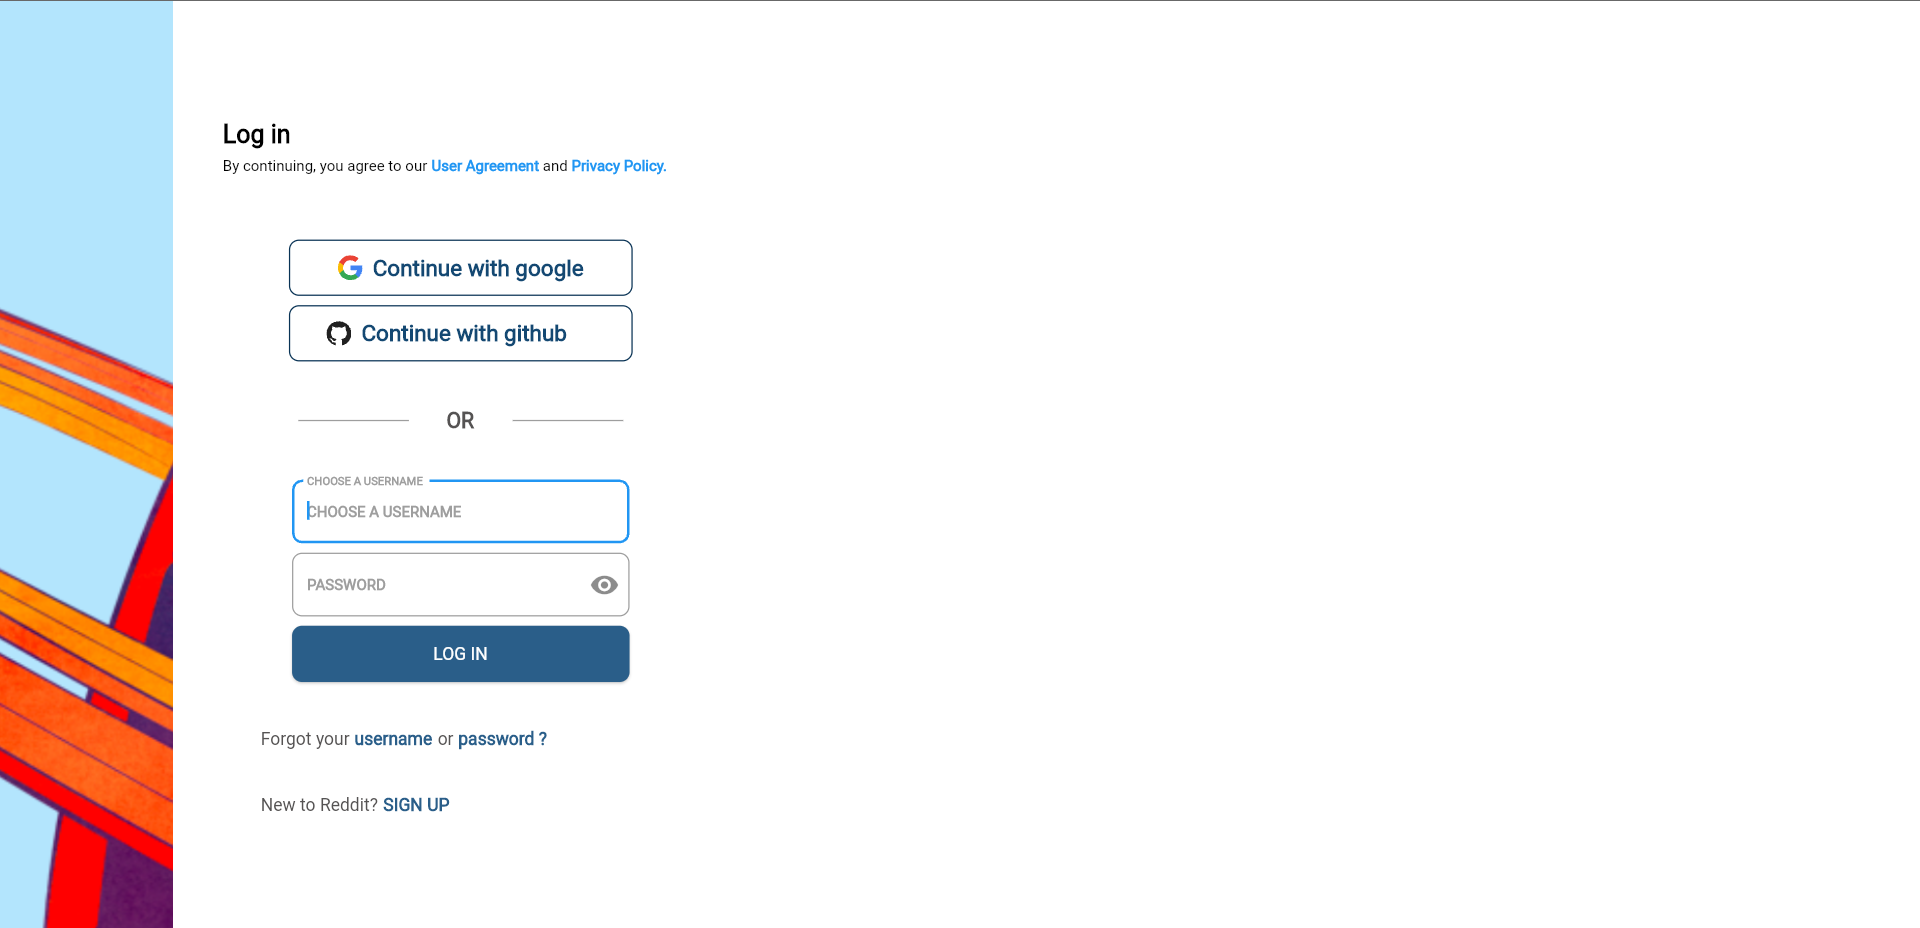 Log in
By continuing, you agree to our User Agreement and Privacy Policy.
Continue with google
Continue with github
OR
CHOOSE A USERNAME
CHOOSE A USERNAME
PASSWORD
LOG IN
Forgot your username or password ?
New to Reddit? SIGN UP